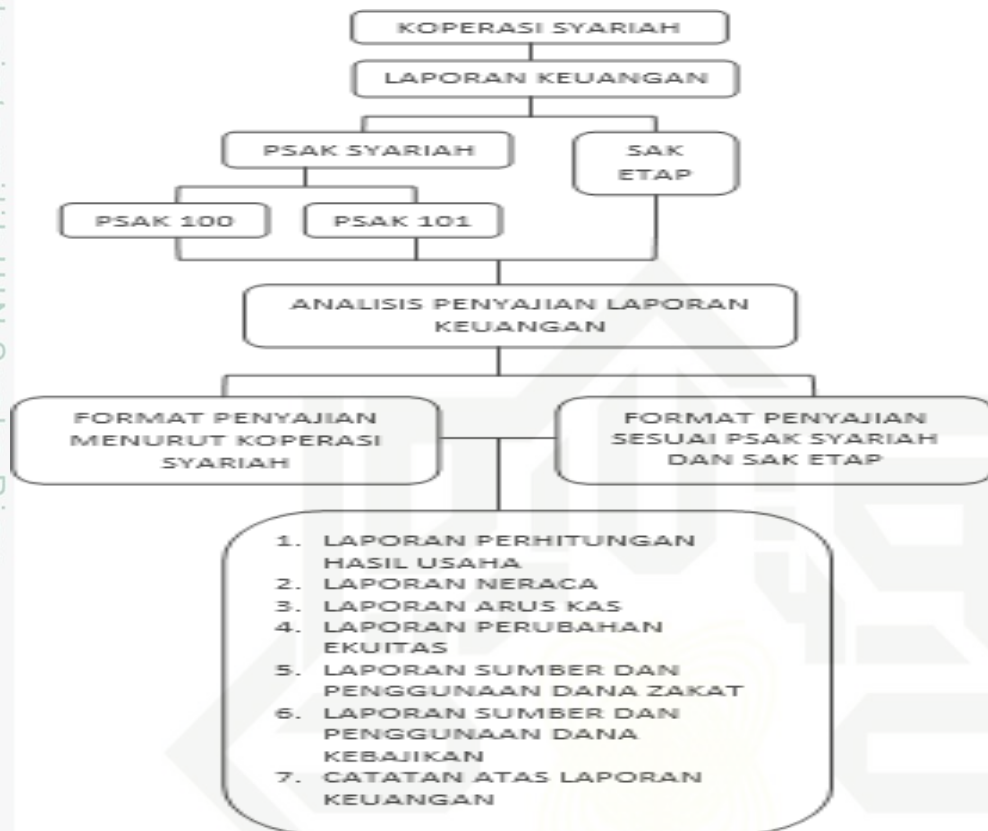 KOPERASI SYARIAH
LAPORAN KEUANGAN
PSAK SYARIAH
SAK
ETAP
PSAK 100
PSAK 101
ANALISIS PENYAJIAN LAPORAN
KEUANGAN
FORMAT PENYAJIAN
MENURUT KOPERASI
SYARIAH
FORMAT PENYAJIAN
SESUAI PSAK SYARIAH
DAN SAK ETAP
1. LAPORAN PERHITUNGAN
HASIL USAHA
2. LAPORAN NERACA
3. LAPORAN ARUS KAS
4. LAPORAN PERUBAHAN
EKUITAS
5. LAPORAN SUMBER DAN
PENGGUNAAN DANA ZAKAT
6. LAPORAN SUMBER DAN
PENGGUNAAN DANA
KEBAJIKAN
7. CATATAN ATAS LAPORAN
KEUANGAN